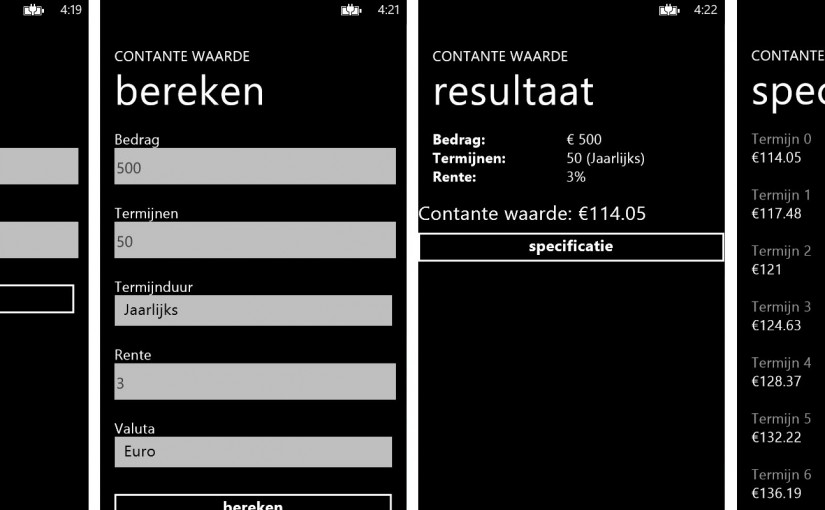 4:19
4:21
CONTANTE WAARDE
bereken
Bedrag
500
Termijnen
50
Termijnduur
Jaarlijks
Rente
3
Valuta
Euro
bereken
4:22
CONTANTE WAARDE
resultaat
Bedrag: € 500
Termijnen: 50 (Jaarlijks)
Rente: 3%
Contante waarde: €114.05
specificatie
CONTANTE
spec
Termijn 0
€114.05
Termijn 1
€117.48
Termijn 2
€121
Termijn 3
€124.63
Termijn 4
€128.37
Termijn 5
€132.22
Termijn 6
€136.19